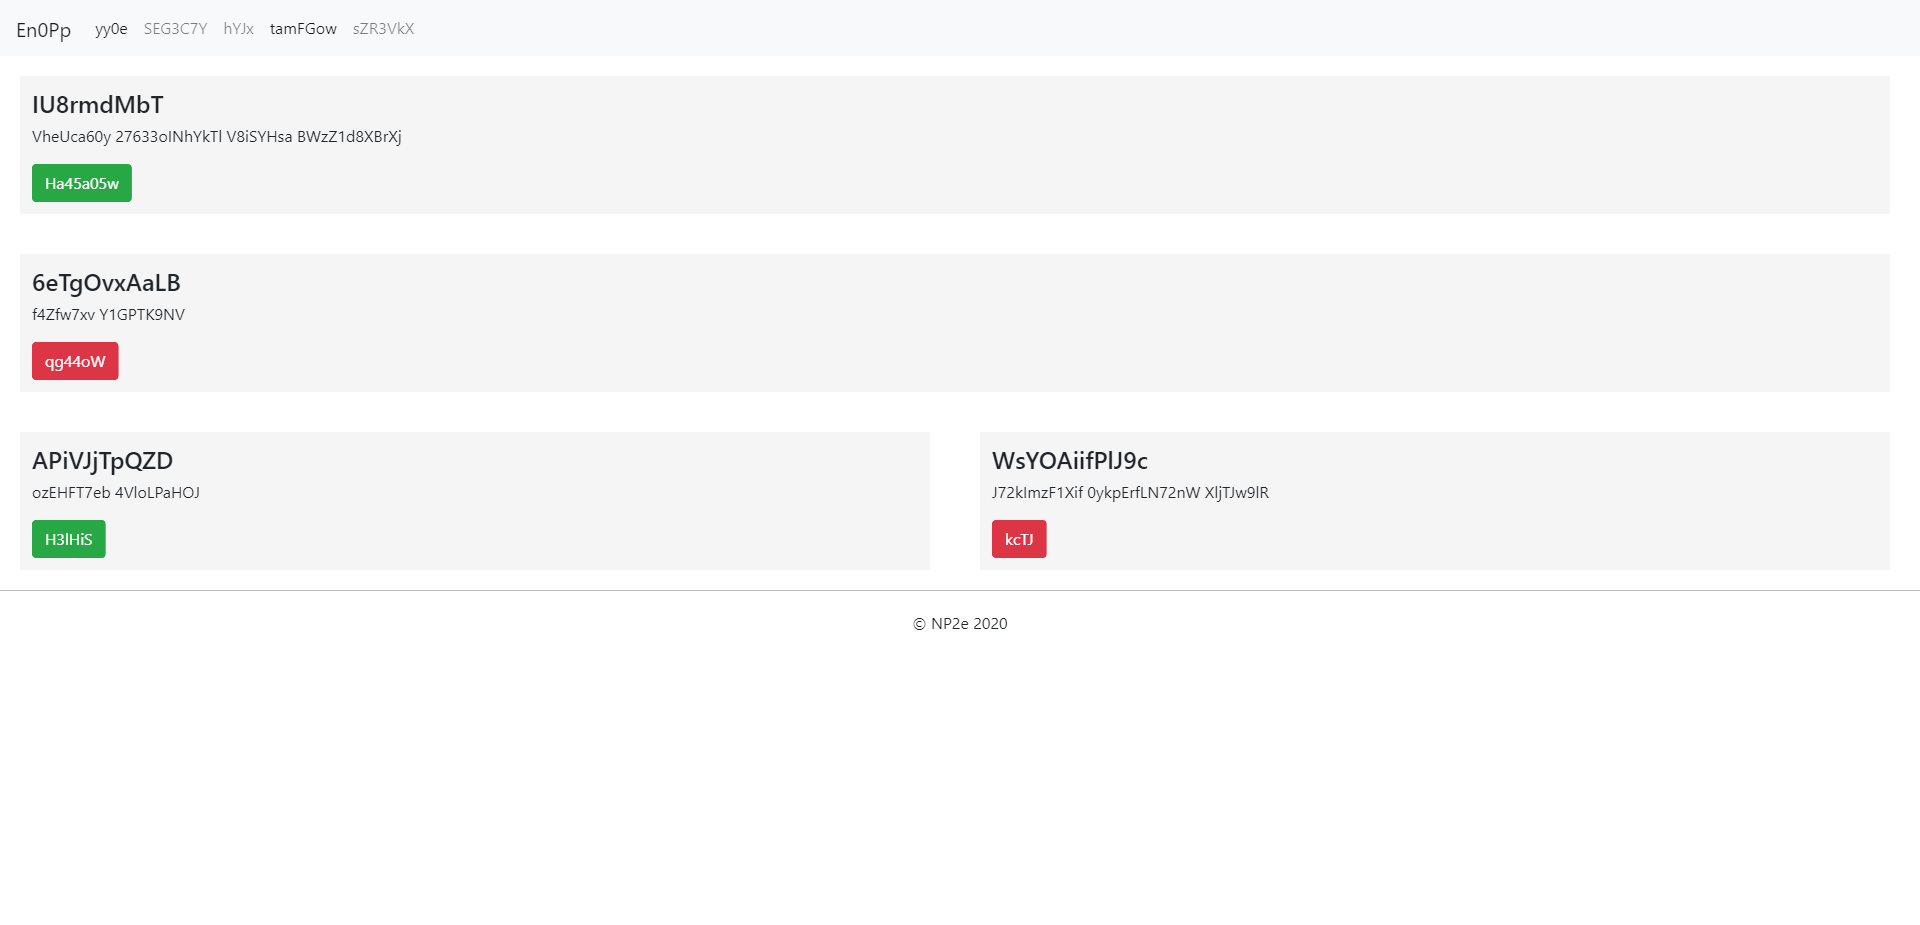 En0Pp yy0e SEG3C7Y hYJx tamFGow sZR3VkX
IU8rmdMbT
VheUca60y 27633oINhYkTl V8iSYHsa BWzZ1d8XBrXj
Ha45a05w
6eTgOvxAaLB
f4Zfw7xv Y1GPTK9NV
qg44oW
APiVJjTpQZD
ozEHFT7eb 4VloLPaHOJ
H3lHiS
WsYOAiifPlJ9c
J72kImzF1Xif 0ykpErfLN72nW XljTJw9lR
kcTJ
© NP2e 2020